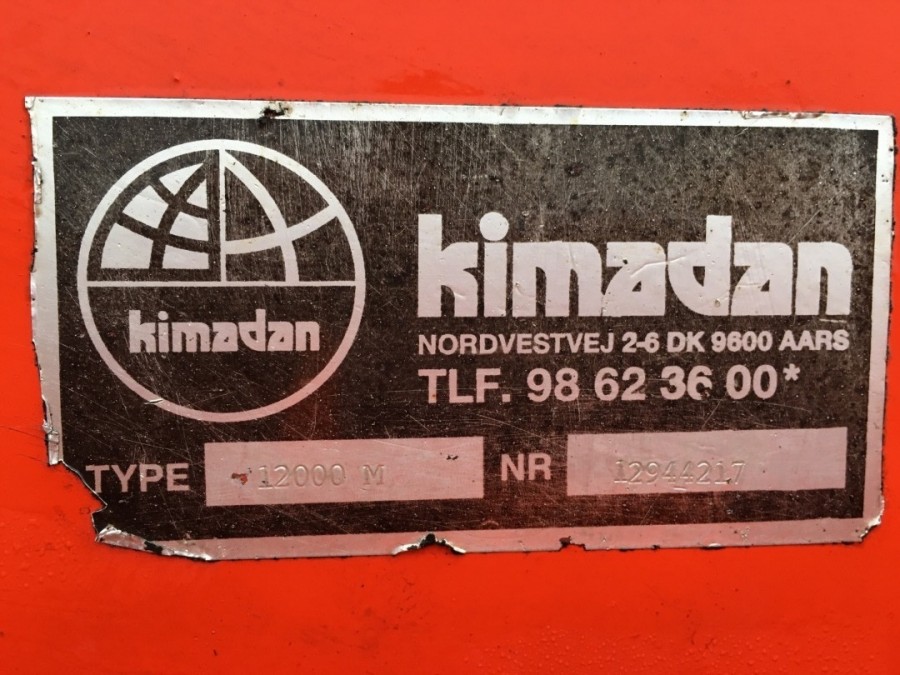 kimadan
kimadan
NORDVESTVEJ 2-6 DK 9600 AARS
TLF. 98 62 36 00*
TYPE 12000 M NR 12944217